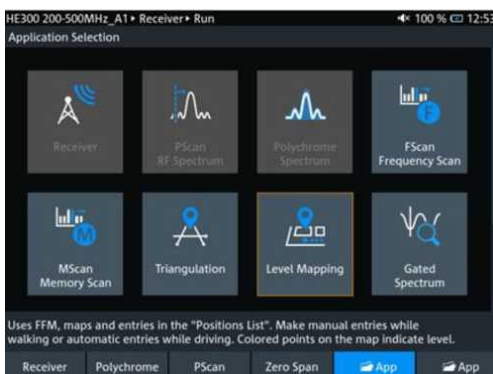 HE300 200-500MHz_A1 ▸ Receiver ▸ Run 100 % 12:53
Application Selection
Receiver
PScan
RF Spectrum
Polychrome
Spectrum
FScan
Frequency Scan
MScan
Memory Scan
Triangulation
Level Mapping
Gated
Spectrum
Uses FFM, maps and entries in the "Positions List". Make manual entries while
walking or automatic entries while driving. Colored points on the map indicate level.
Receiver Polychrome PScan Zero Span App App